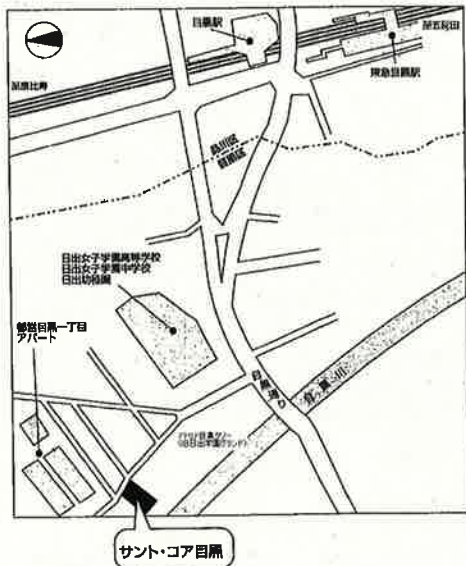 目黒駅
至五反田
至恵比寿
東急目黒駅
品川区
目黒区
日出女子学園高等学校
日出女子学園中学校
日出幼稚園
都営目黒一丁目
アパート
目黒通り
目黒川
サント・コア目黒